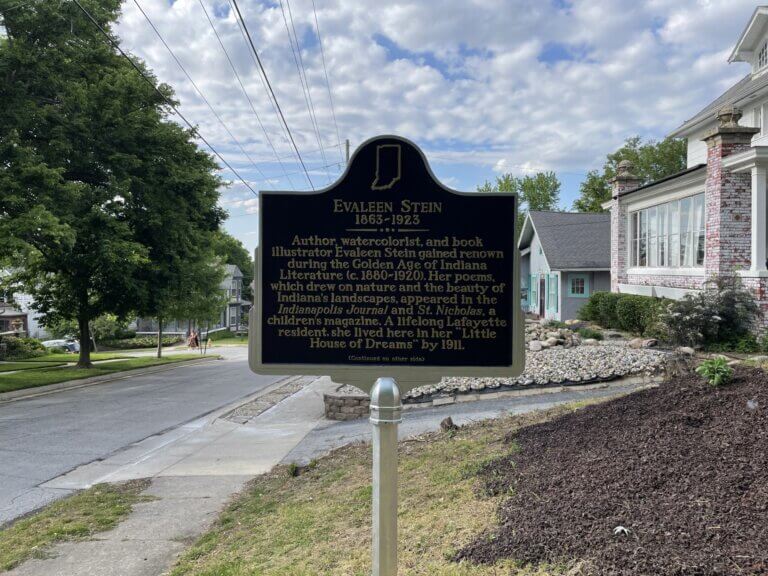 Evaleen Stein
1863-1923
Author, watercolorist, and book
illustrator Evaleen Stein gained renown
during the Golden Age of Indiana
Literature (c. 1880-1920). Her poems,
which drew on nature and the beauty of
Indiana's landscapes, appeared in the
Indianapolis Journal and St. Nicholas, a
children's magazine. A lifelong Lafayette
resident, she lived here in her "Little
House of Dreams" by 1911.
(Continued on other side)